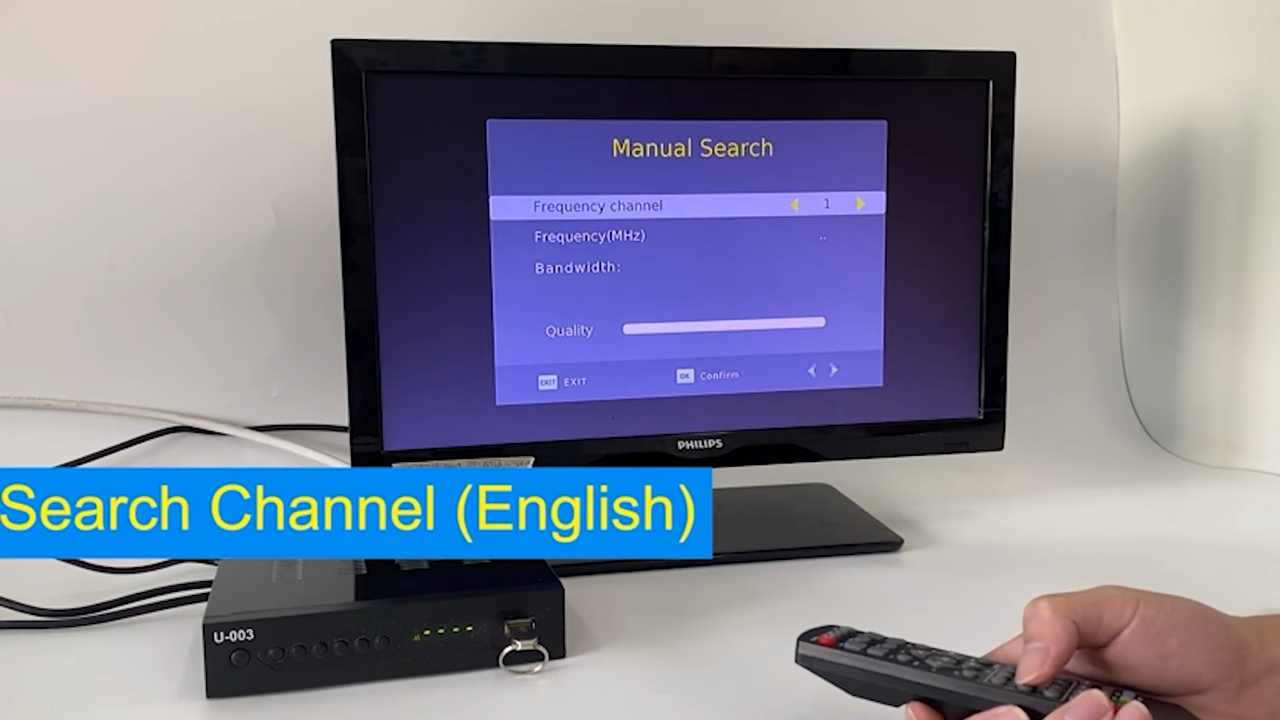 Manual Search
Frequency channel 1
Frequency(MHz) ..
Bandwidth:
Quality
EXIT EXIT OK Confirm
PHILIPS
Search Channel (English)
U-003